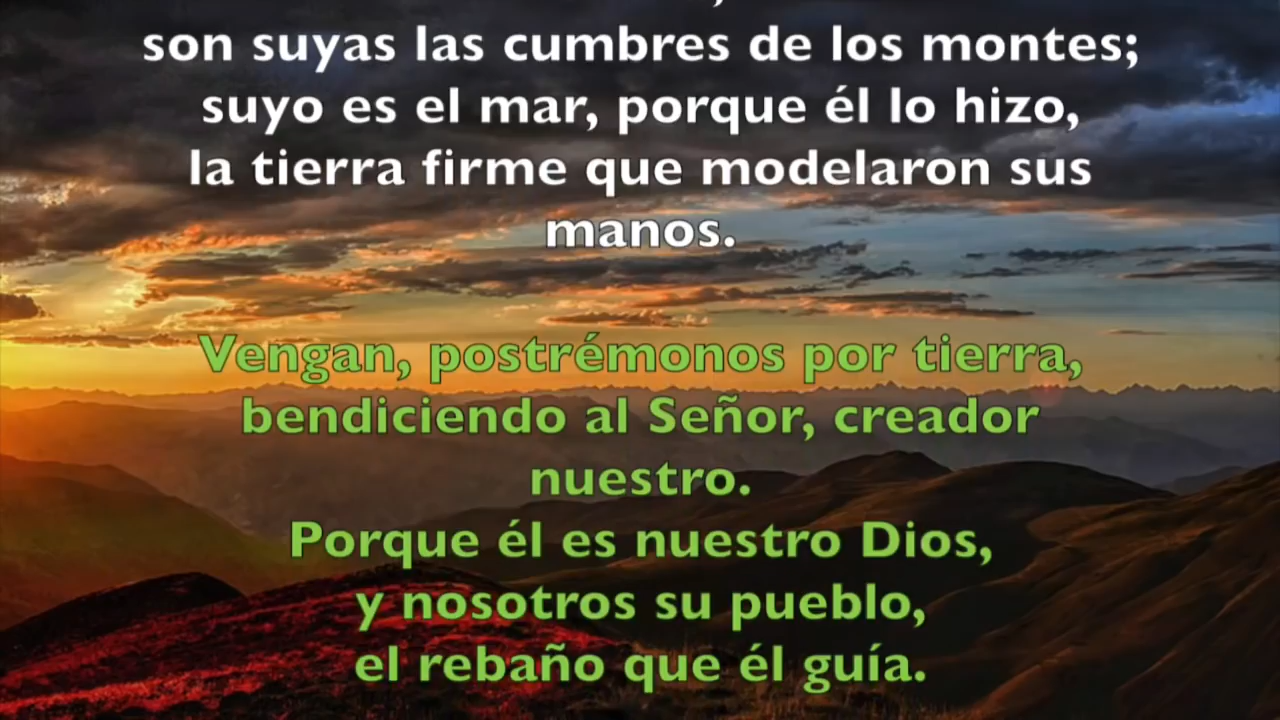 son suyas las cumbres de los montes;
suyo es el mar, porque él lo hizo,
la tierra firme que modelaron sus
manos.
Vengan, postrémonos por tierra,
bendiciendo al Señor, creador
nuestro.
Porque él es nuestro Dios,
y nosotros su pueblo,
el rebaño que él guía.